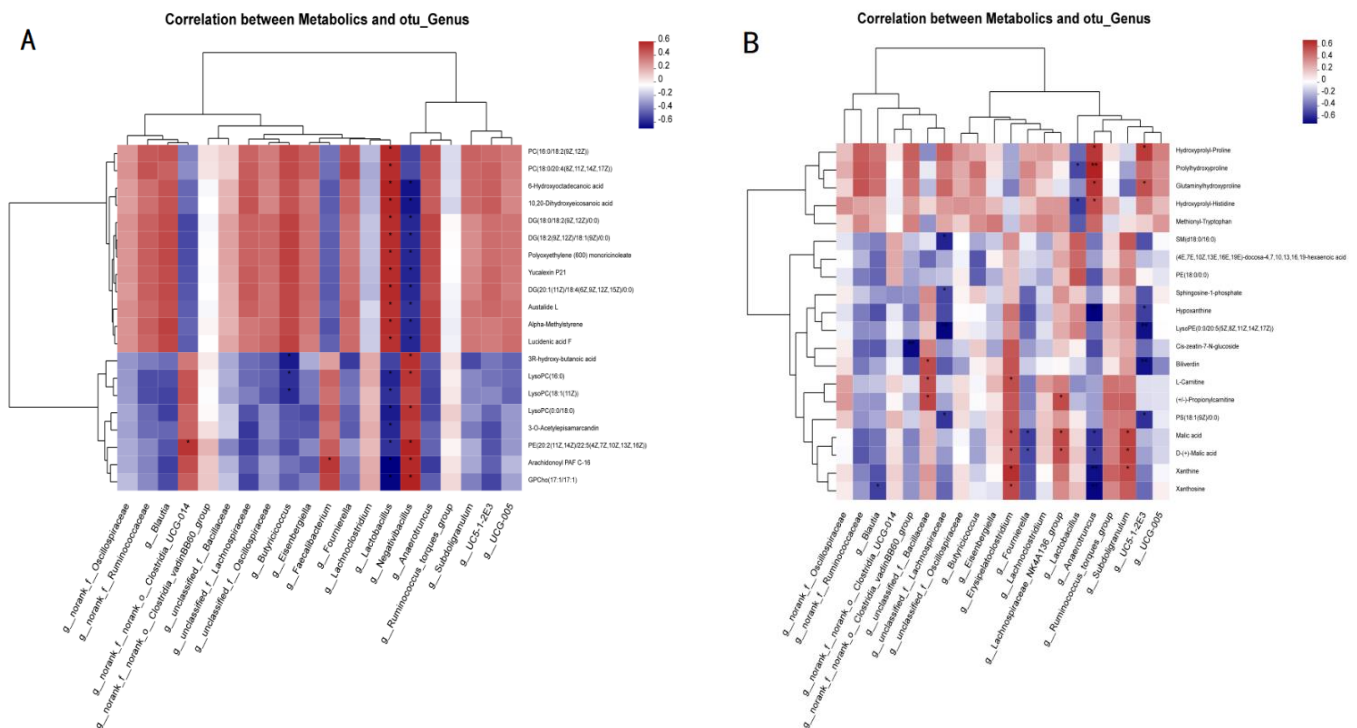 Correlation between Metabolics and otu_Genus
A
0.6
0.4
0.2
0
-0.2
-0.4
-0.6
PC(16:0/18:2(9Z,12Z))
PC(18:0/20:4(8Z,11Z,14Z,17Z))
6-Hydroxyoctadecanoic acid
10,20-Dihydroxyeicosanoic acid
DG(18:0/18:2(9Z,12Z)/0:0)
DG(18:2(9Z,12Z)/18:1(9Z)/0:0)
Polyoxyethylene (600) monoricinoleate
Yucalexin P21
DG(20:1(11Z)/18:4(6Z,9Z,12Z,15Z)/0:0)
Austalide L
Alpha-Methylstyrene
Lucidenic acid F
3R-hydroxy-butanoic acid
LysoPC(16:0)
LysoPC(18:1(11Z))
LysoPC(0:0/18:0)
3-O-Acetylepisamarcandin
PE(20:2(11Z,14Z)/22:5(4Z,7Z,10Z,13Z,16Z))
Arachidonoyl PAF C-16
GPCho(17:1/17:1)
g__norank_f__Oscillospiraceae
g__norank_f__Ruminococcaceae
g__Blautia
g__norank_f__norank_o__Clostridia_UCG-014
g__norank_f__norank_o__Clostridia_vadinBB60_group
g__unclassified_f__Bacillaceae
g__unclassified_f__Lachnospiraceae
g__unclassified_f__Oscillospiraceae
g__Butyricicoccus
g__Eisenbergiella
g__Faecalibacterium
g__Fournierella
g__Lachnoclostridium
g__Lactobacillus
g__Negativibacillus
g__Anaerotruncus
g__Ruminococcus_torques_group
g__Subdoligranulum
g__UC5-1-2E3
g__UCG-005
Correlation between Metabolics and otu_Genus
B
0.6
0.4
0.2
0
-0.2
-0.4
-0.6
Hydroxyprolyl-Proline
Prolylhydroxyproline
Glutaminylhydroxyproline
Hydroxyprolyl-Histidine
Methionyl-Tryptophan
SM(d18:0/16:0)
(4E,7E,10Z,13E,16E,19E)-docosa-4,7,10,13,16,19-hexaenoic acid
PE(18:0/0:0)
Sphingosine-1-phosphate
Hypoxanthine
LysoPE(0:0/20:5(5Z,8Z,11Z,14Z,17Z))
Cis-zeatin-7-N-glucoside
Biliverdin
L-Carnitine
(+/-)-Propionylcarnitine
PS(18:1(9Z)/0:0)
Malic acid
D-(+)-Malic acid
Xanthine
Xanthosine
g__norank_f__Oscillospiraceae
g__norank_f__Ruminococcaceae
g__Blautia
g__norank_f__norank_o__Clostridia_UCG-014
g__norank_f__norank_o__Clostridia_vadinBB60_group
g__unclassified_f__Bacillaceae
g__unclassified_f__Lachnospiraceae
g__unclassified_f__Oscillospiraceae
g__Butyricicoccus
g__Eisenbergiella
g__Erysipelatoclostridium
g__Fournierella
g__Lachnoclostridium
g__Lachnospiraceae_NK4A136_group
g__Lactobacillus
g__Anaerotruncus
g__Ruminococcus_torques_group
g__Subdoligranulum
g__UC5-1-2E3
g__UCG-005